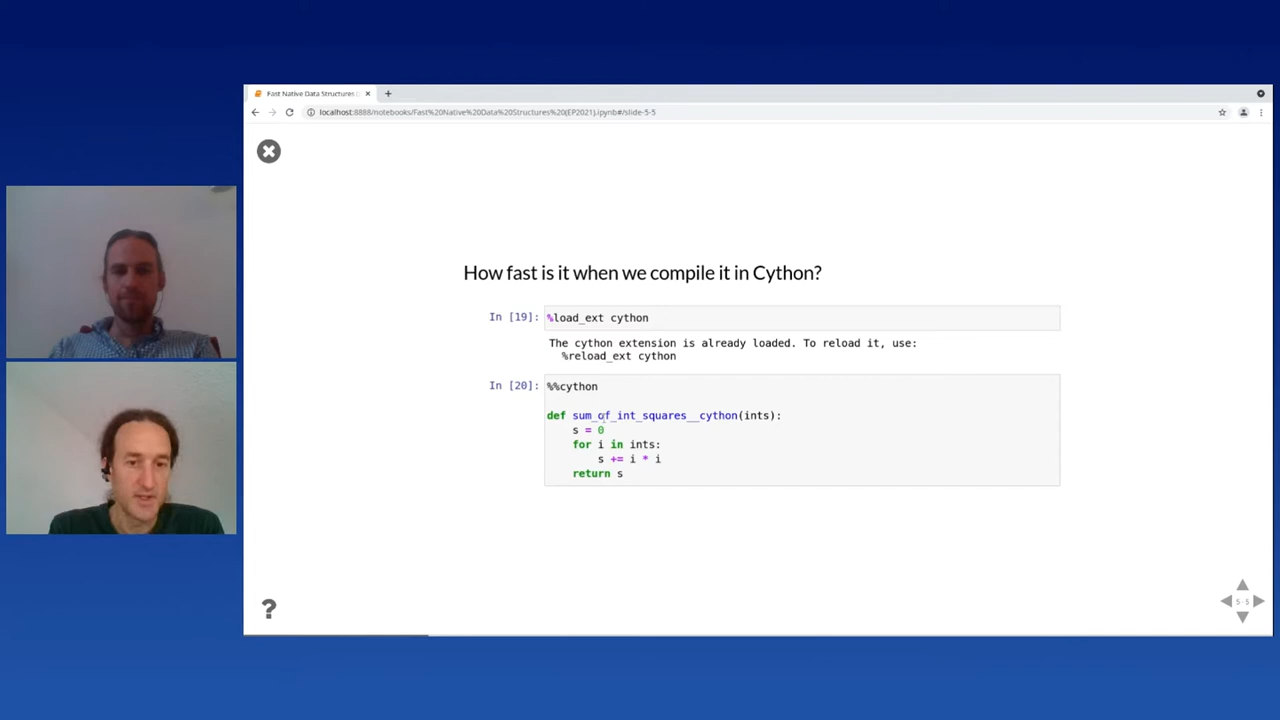 Fast Native Data Structures (
localhost:8888/notebooks/Fast%20Native%20Data%20Structures%20(EP2021).ipynb#/slide-5-5
How fast is it when we compile it in Cython?
In [19]: %load_ext cython
The cython extension is already loaded. To reload it, use:
%reload_ext cython
In [20]: %%cython
def sum_of_int_squares__cython(ints):
s = 0
for i in ints:
s += i * i
return s
?
5-5